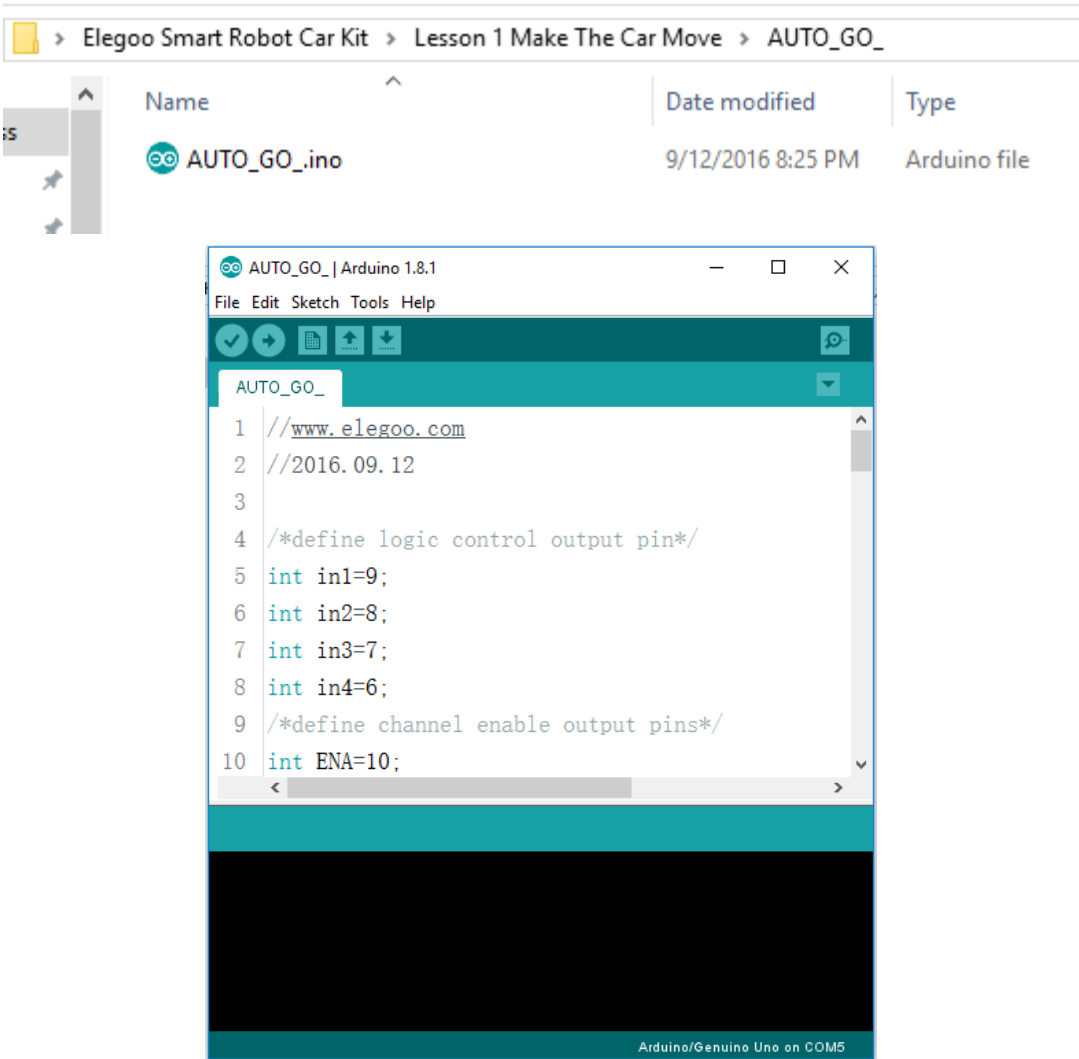 Elegoo Smart Robot Car Kit > Lesson 1 Make The Car Move > AUTO_GO_
Name Date modified Type
ss
AUTO_GO_.ino 9/12/2016 8:25 PM Arduino file
AUTO_GO_ | Arduino 1.8.1
File Edit Sketch Tools Help
AUTO_GO_
1 //www.elegoo.com
2 //2016.09.12
3
4 /*define logic control output pin*/
5 int in1=9;
6 int in2=8;
7 int in3=7;
8 int in4=6;
9 /*define channel enable output pins*/
10 int ENA=10;
Arduino/Genuino Uno on COM5